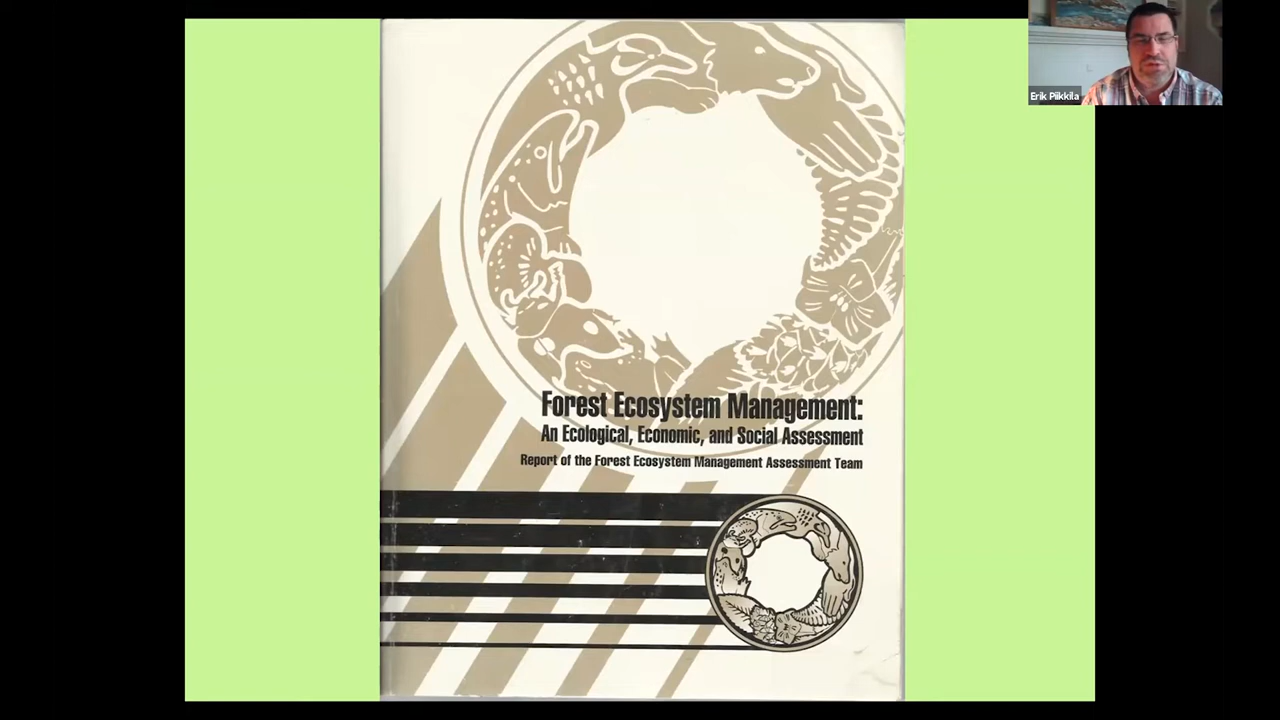 Erik Piikkila
Forest Ecosystem Management:
An Ecological, Economic, and Social Assessment
Report of the Forest Ecosystem Management Assessment Team